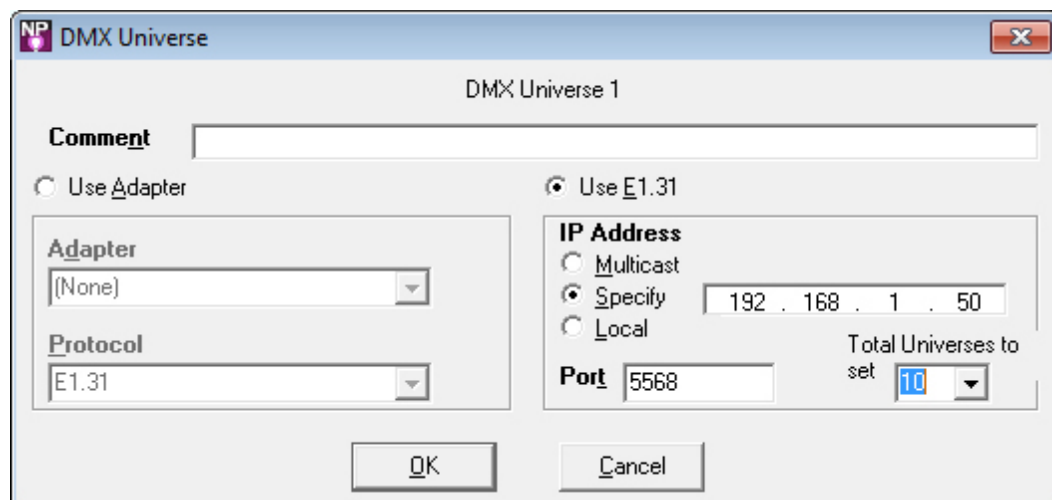 NP DMX Universe
DMX Universe 1
Comment
Use Adapter
Use E1.31
Adapter
(None)
Protocol
E1.31
IP Address
Multicast
Specify 192 . 168 . 1 . 50
Local
Port 5568
Total Universes to
set 10
OK Cancel